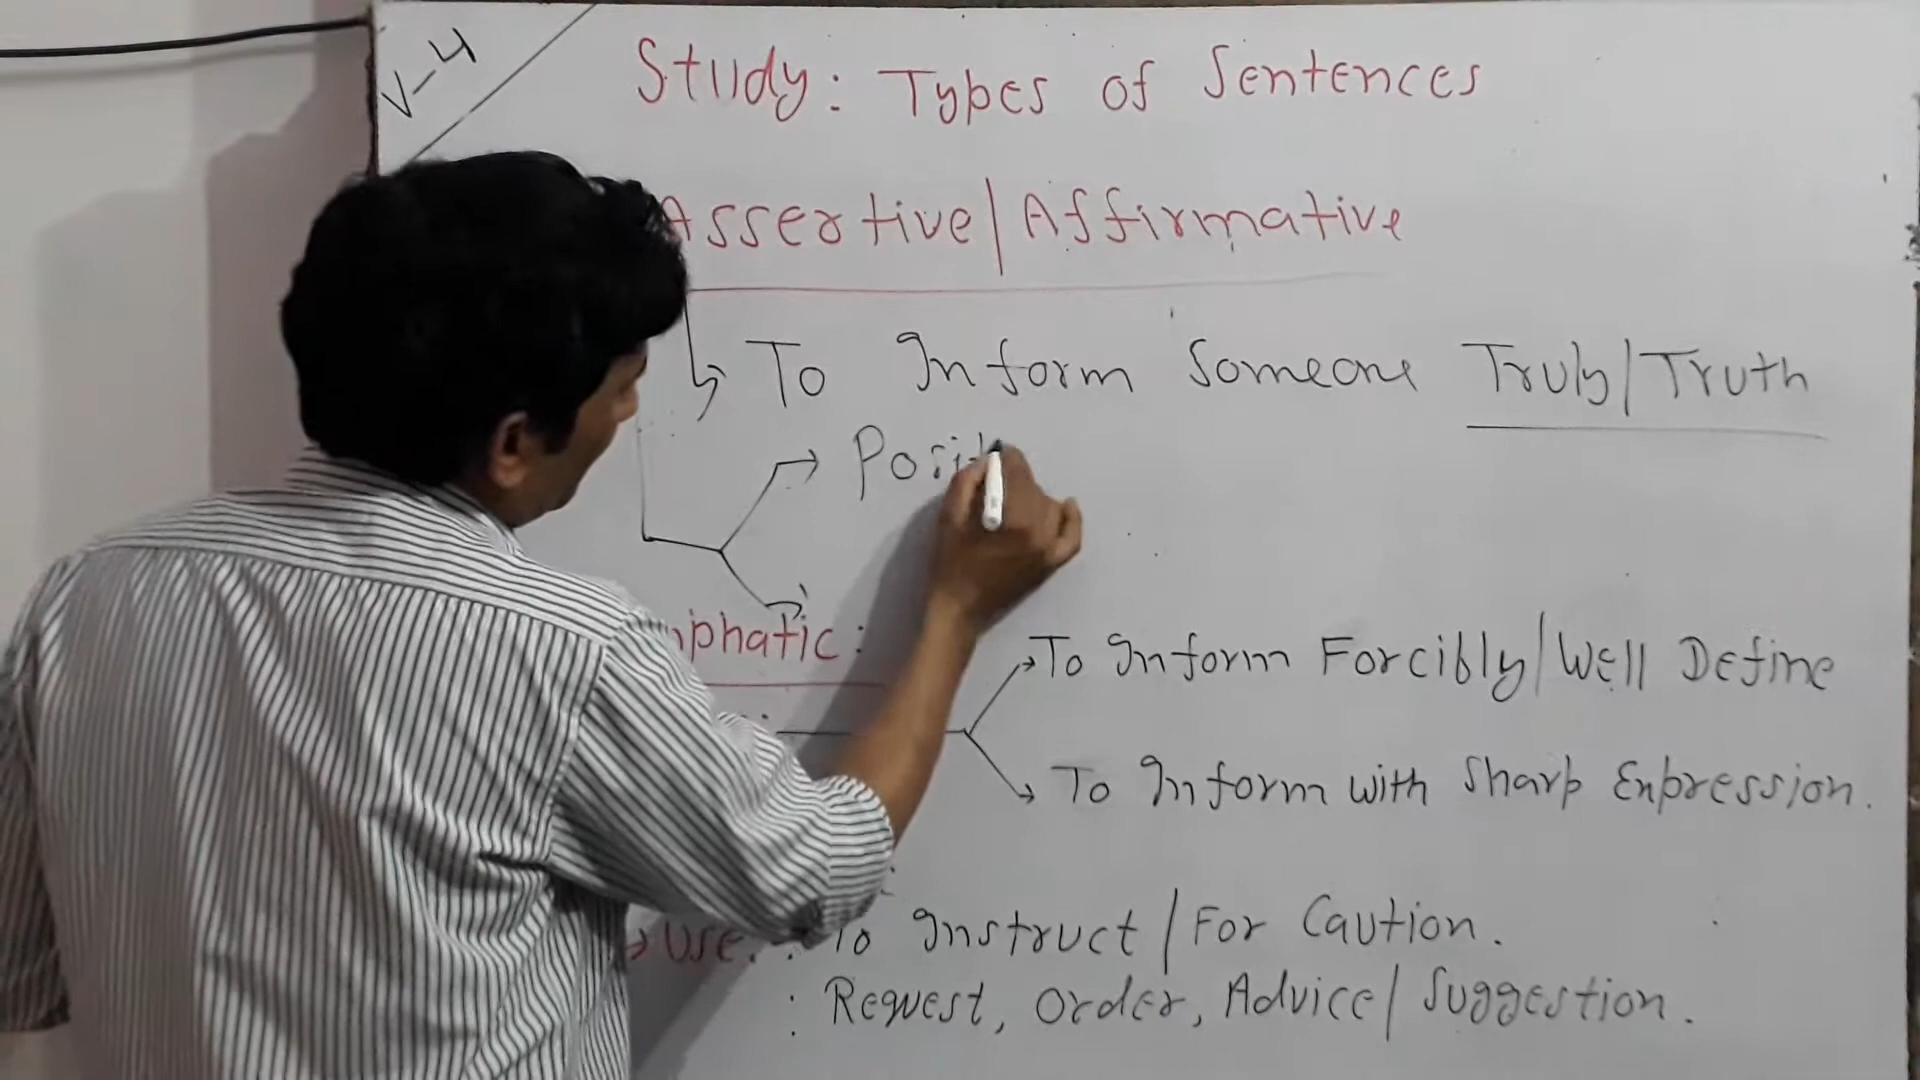 V-4
Study: Types of Sentences
Assertive/Affirmative
To Inform Someone Truly/Truth
Posit
phatic:
To Inform Forcibly/Well Define
To Inform with Sharp Expression.
Use. : To Instruct/For Caution.
: Request, Order, Advice/Suggestion.